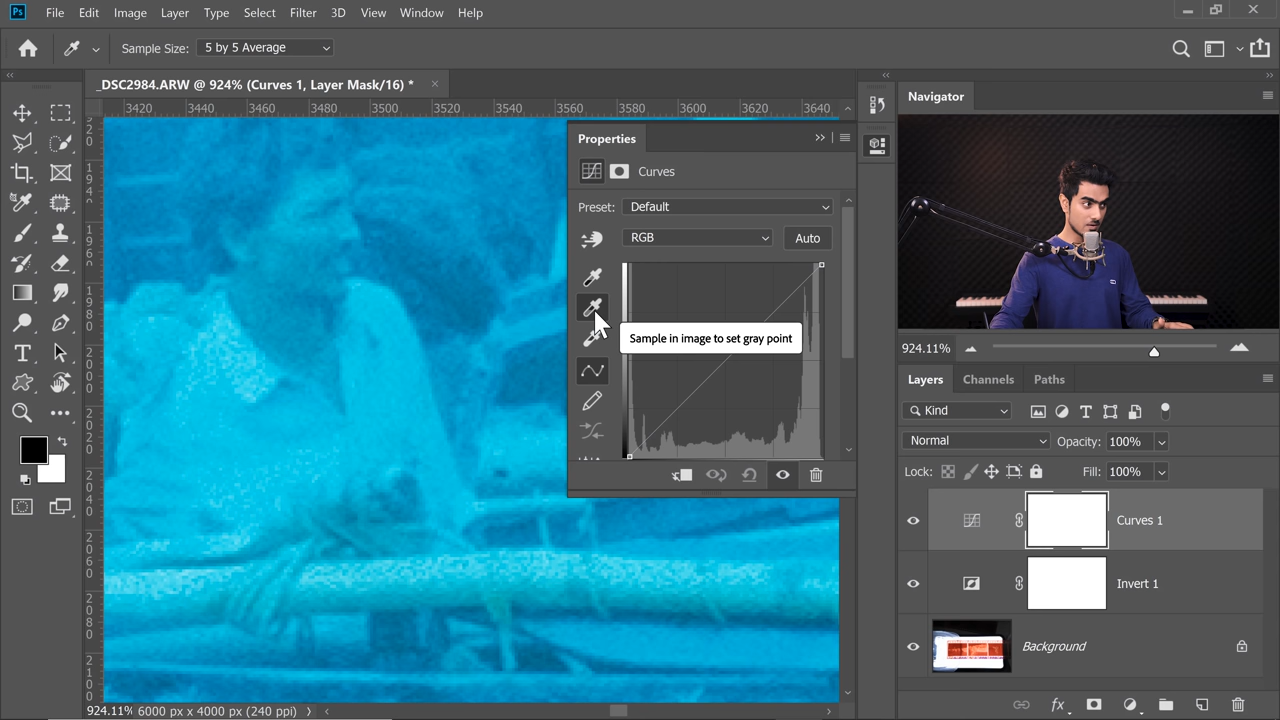 Ps File Edit Image Layer Type Select Filter 3D View Window Help
Sample Size: 5 by 5 Average
_DSC2984.ARW @ 924% (Curves 1, Layer Mask/16) *
3420 3440 3460 3480 3500 3520 3540 3560 3580 3600 3620 3640
Properties
Curves
Preset: Default
RGB Auto
Sample in image to set gray point
Navigator
924.11%
Layers Channels Paths
Kind
Normal Opacity: 100%
Lock: Fill: 100%
Curves 1
Invert 1
Background
fx
924.11% 6000 px x 4000 px (240 ppi)